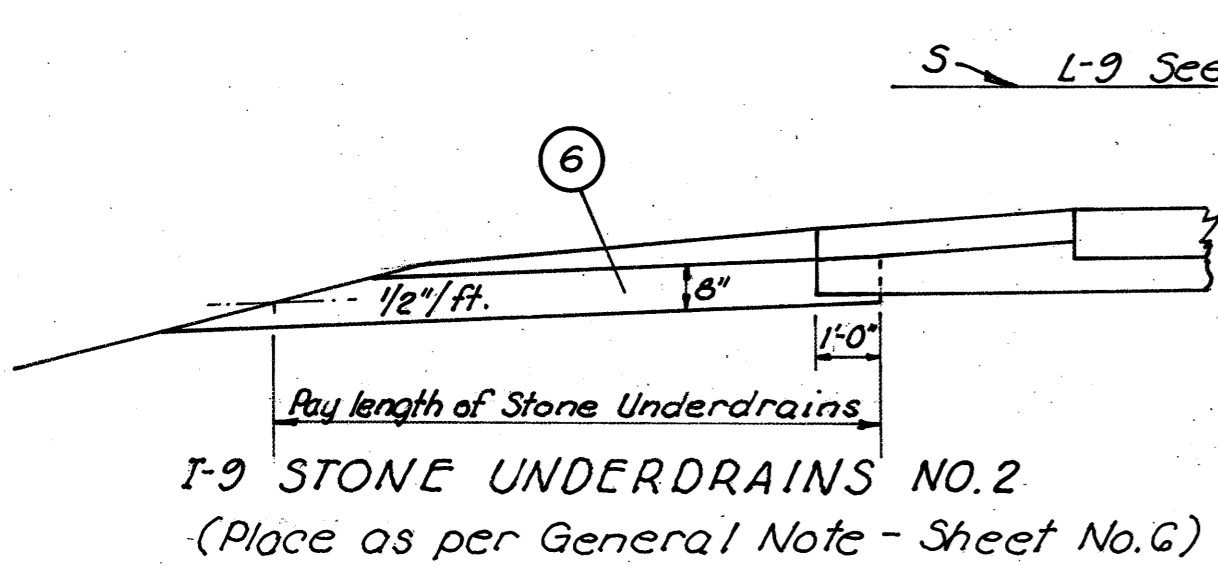 S L-9 See
6
1/2"/ft.
8"
1'-0"
Pay length of Stone Underdrains
I-9 STONE UNDERDRAINS NO.2
(Place as per General Note - Sheet No.6)